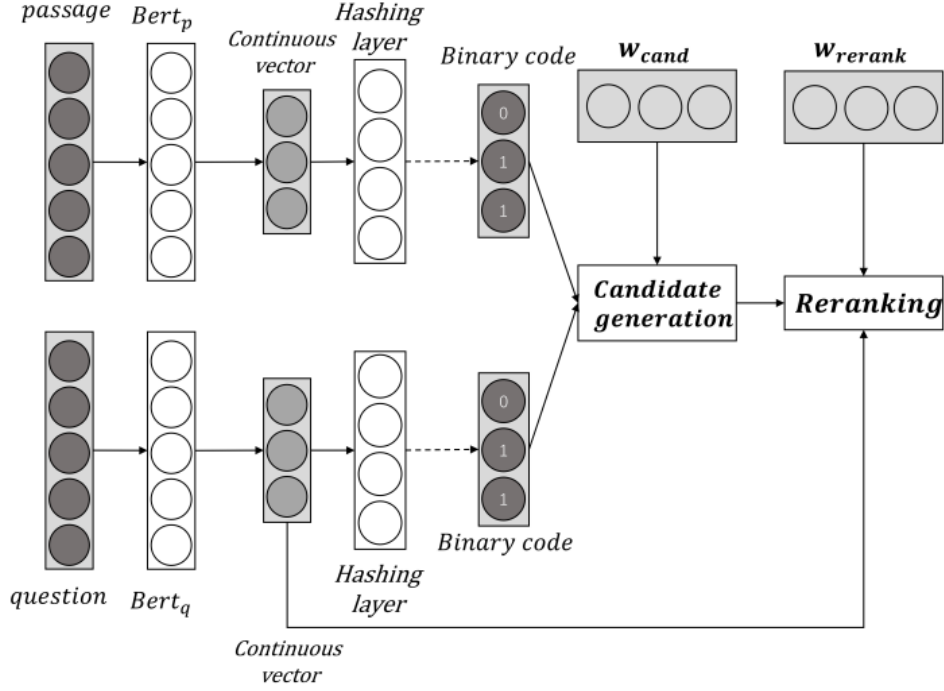 passage
Bert_p
Continuous
vector
Hashing
layer
Binary code
w_cand
w_rerank
0
1
1
Candidate
generation
Reranking
0
1
1
Binary code
question
Bert_q
Hashing
layer
Continuous
vector